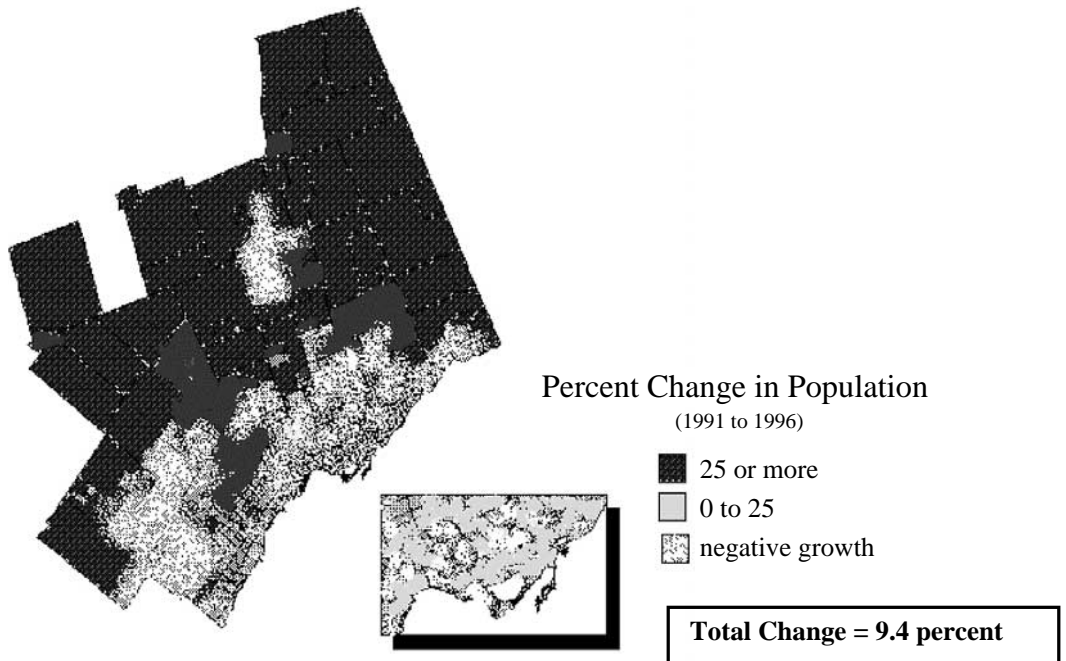 Percent Change in Population
(1991 to 1996)
25 or more
0 to 25
negative growth
Total Change = 9.4 percent